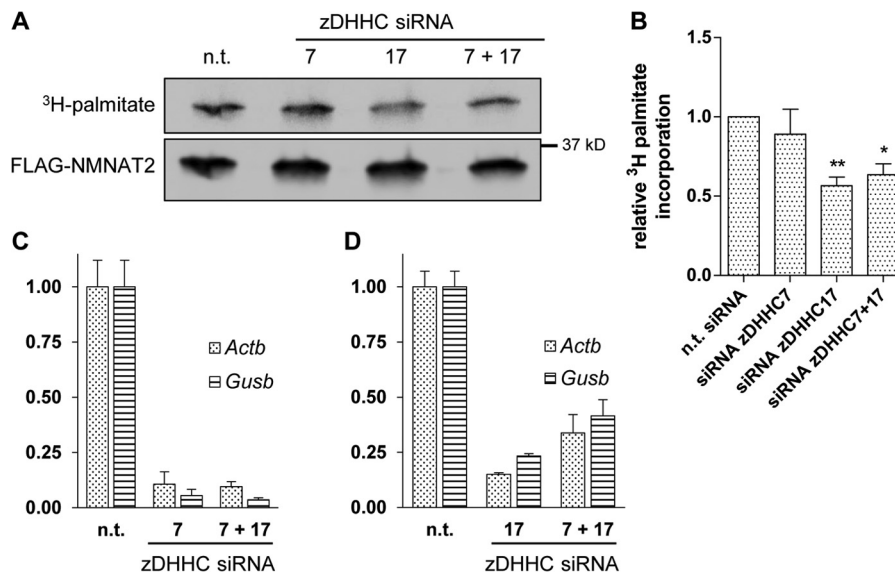 A
zDHHC siRNA
n.t. 7 17 7 + 17
³H-palmitate
37 kD
FLAG-NMNAT2
B
relative ³H palmitate
incorporation
1.5
1.0
0.5
0.0
** *
n.t. siRNA
siRNA zDHHC7
siRNA zDHHC17
siRNA zDHHC7+17
C
1.00
0.75
0.50
0.25
0.00
Actb
Gusb
n.t. 7 7 + 17
zDHHC siRNA
D
1.00
0.75
0.50
0.25
0.00
Actb
Gusb
n.t. 17 7 + 17
zDHHC siRNA